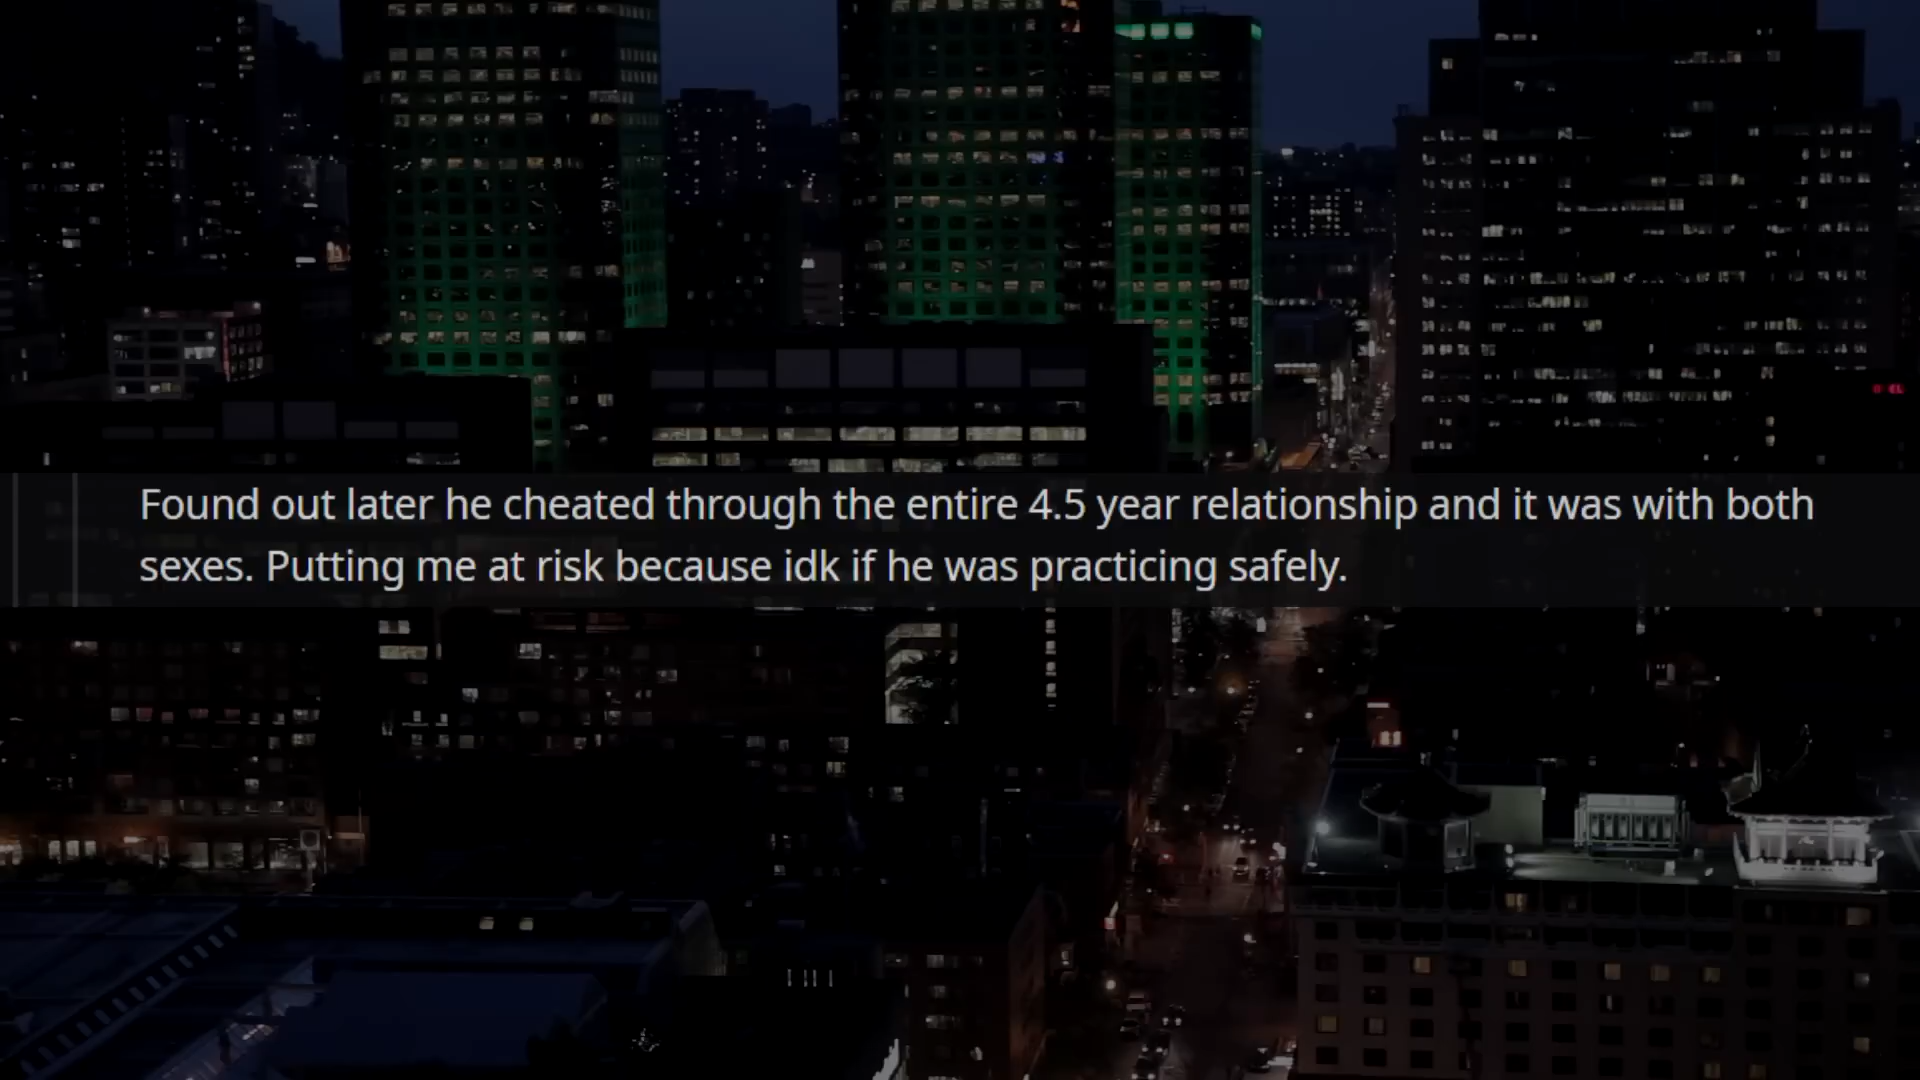 Found out later he cheated through the entire 4.5 year relationship and it was with both
sexes. Putting me at risk because idk if he was practicing safely.